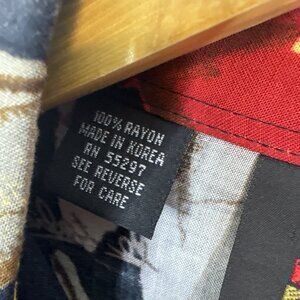 100% RAYON
MADE IN KOREA
RN 55297
SEE REVERSE
FOR CARE